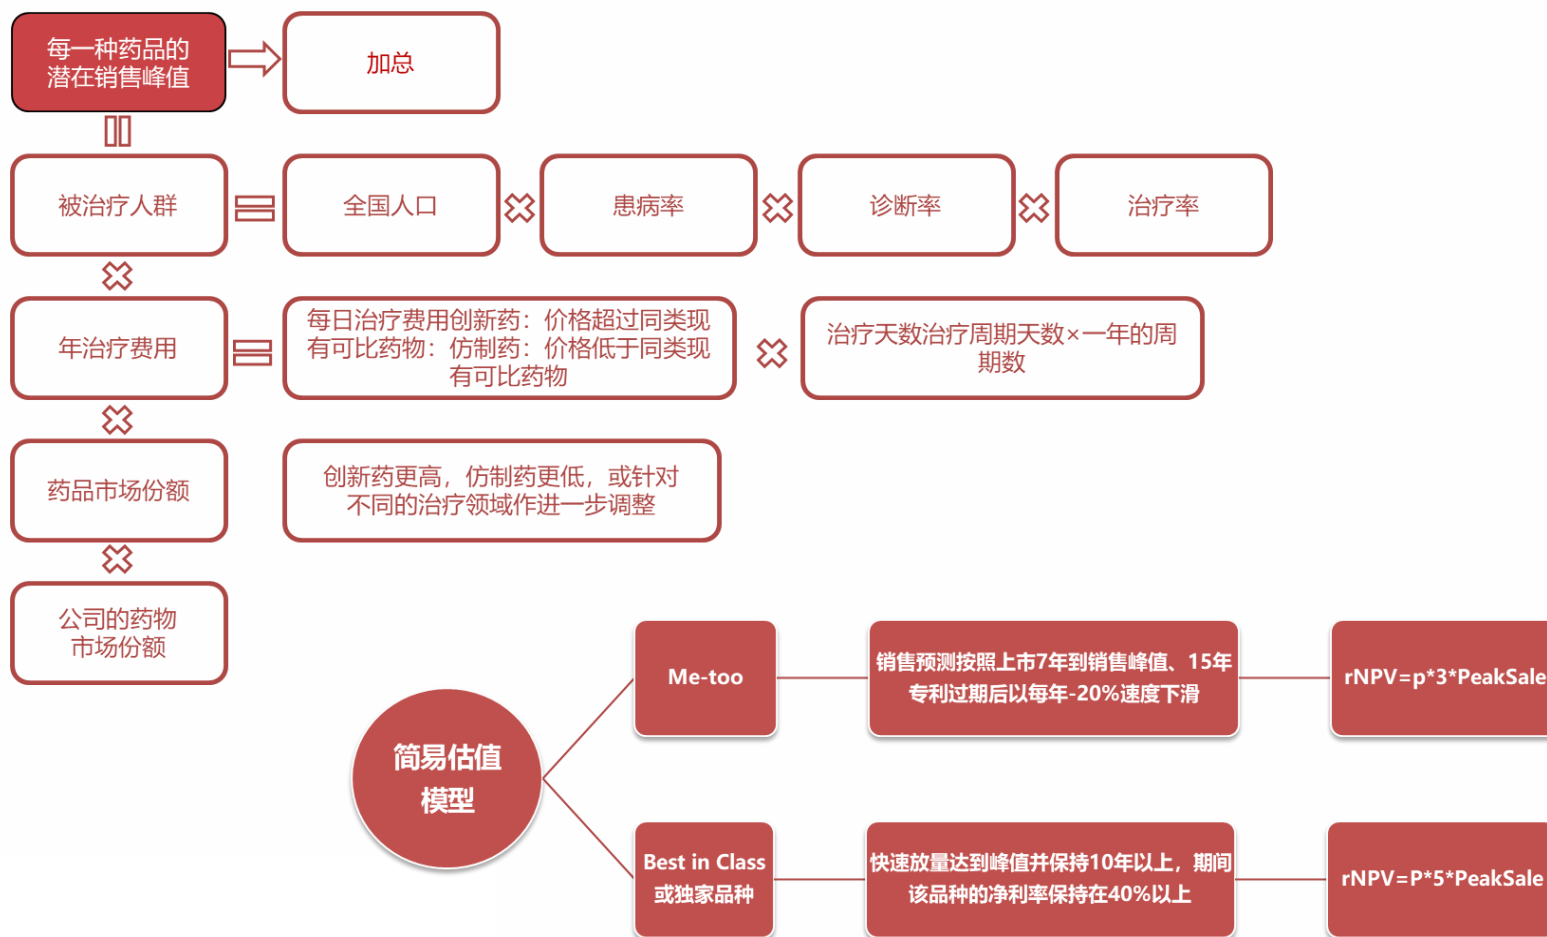 每一种药品的
潜在销售峰值
加总
被治疗人群
全国人口
患病率
诊断率
治疗率
年治疗费用
每日治疗费用创新药：价格超过同类现
有可比药物：仿制药：价格低于同类现
有可比药物
治疗天数治疗周期天数×一年的周
期数
药品市场份额
创新药更高，仿制药更低，或针对
不同的治疗领域作进一步调整
公司的药物
市场份额
简易估值
模型
Me-too
销售预测按照上市7年到销售峰值、15年
专利过期后以每年-20%速度下滑
rNPV=p*3*PeakSale
Best in Class
或独家品种
快速放量达到峰值并保持10年以上，期间
该品种的净利率保持在40%以上
rNPV=P*5*PeakSale